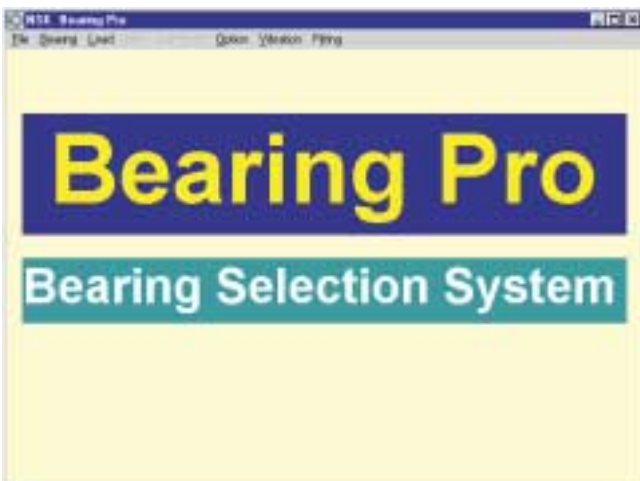 NSK Bearing Pro
File Bearing Load Option Vibration Fitting
Bearing Pro
Bearing Selection System